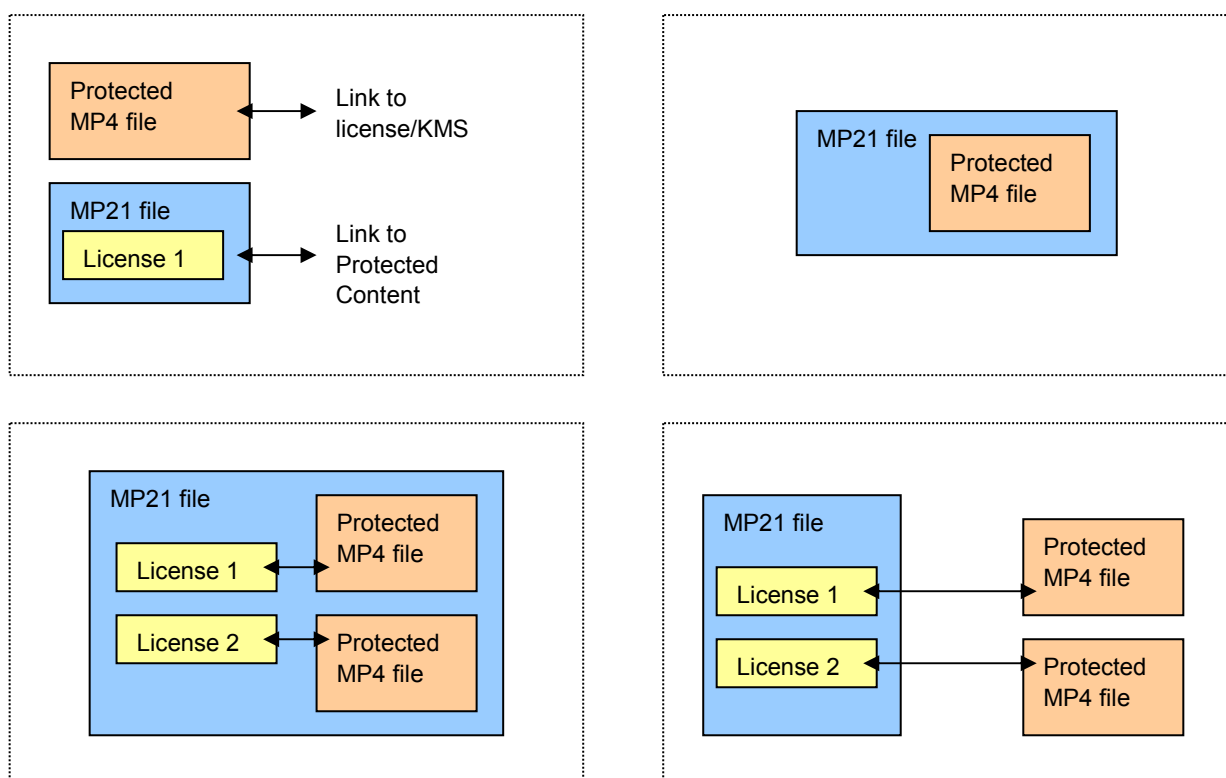 Protected
MP4 file
Link to
license/KMS
MP21 file
License 1
Link to
Protected
Content
MP21 file
Protected
MP4 file
MP21 file
Protected
MP4 file
License 1
License 2
Protected
MP4 file
MP21 file
License 1
License 2
Protected
MP4 file
Protected
MP4 file